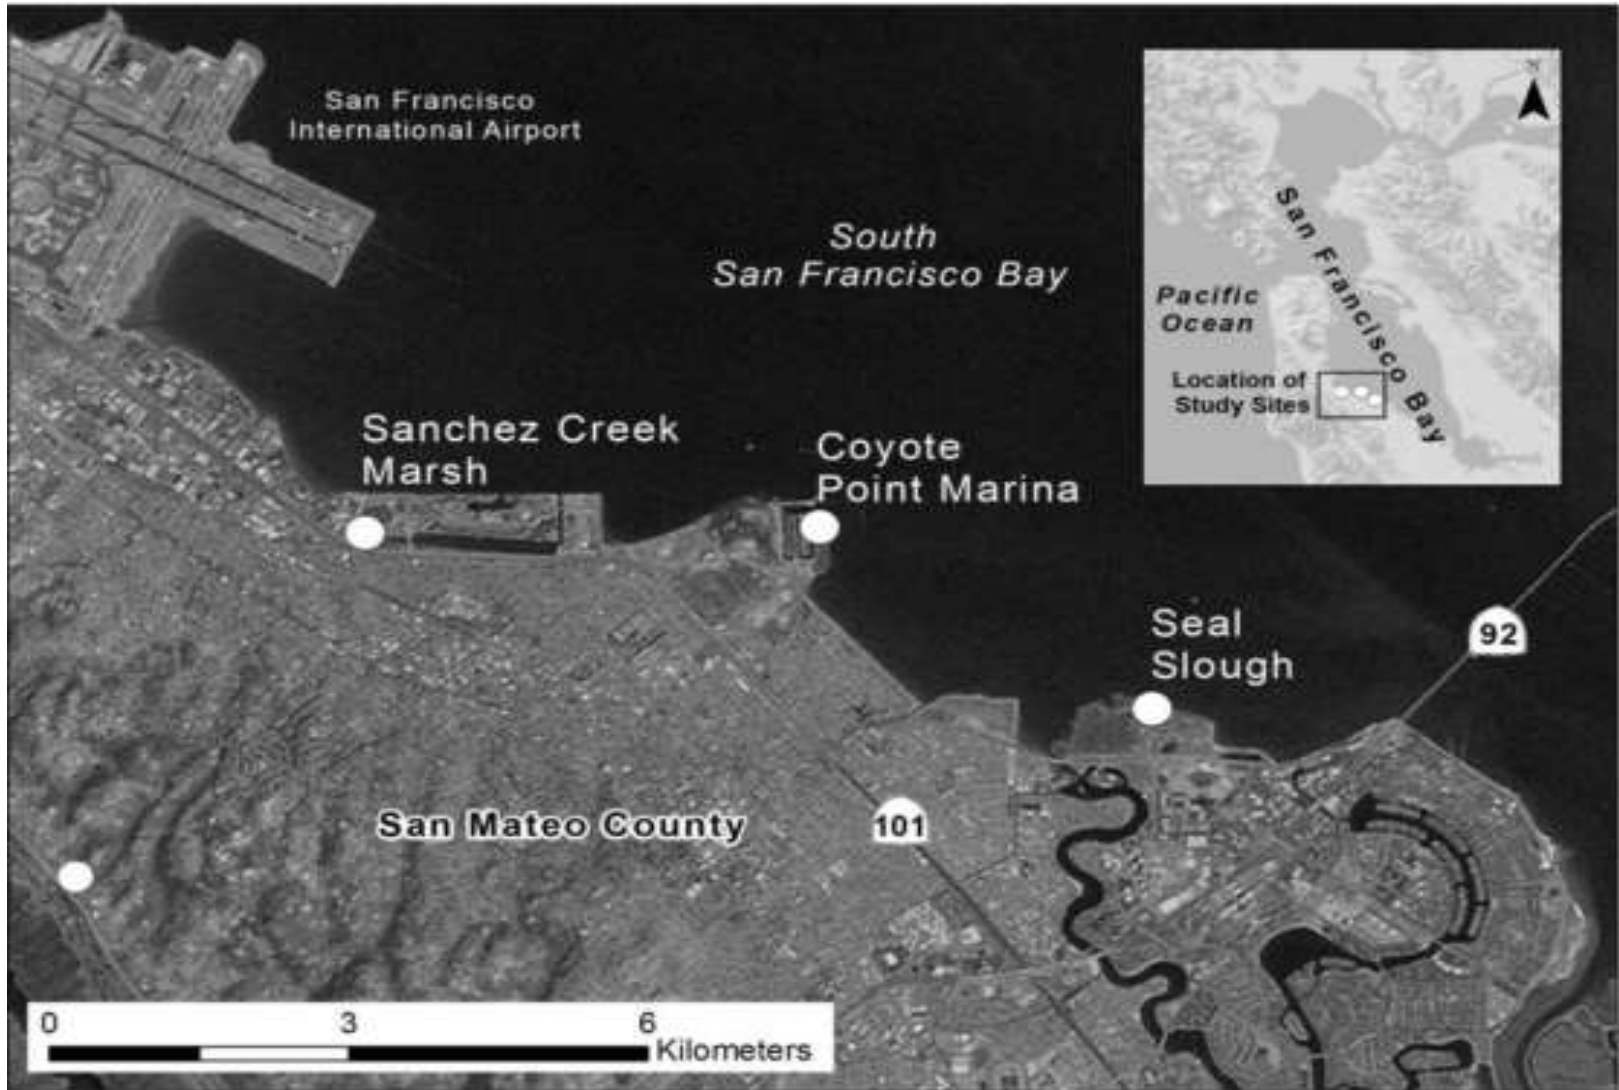 San Francisco
International Airport
South
San Francisco Bay
N
San Francisco Bay
Pacific
Ocean
Location of
Study Sites
Sanchez Creek
Marsh
Coyote
Point Marina
Seal
Slough
92
San Mateo County
101
0 3 6
Kilometers